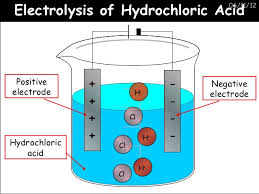 Electrolysis of Hydrochloric Acid
Positive
electrode
Negative
electrode
Hydrochloric
acid
+
+
+
+
-
-
-
-
H
Cl
H
Cl
H
Cl